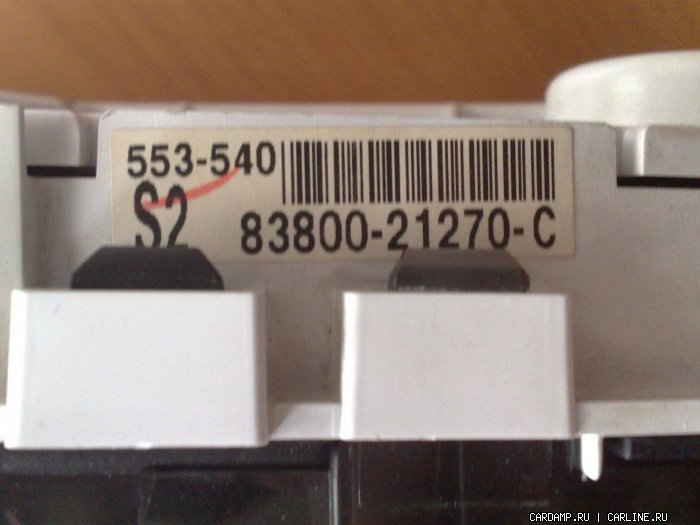 553-540
S2 83800-21270-C
CARDAMP.RU | CARLINE.RU